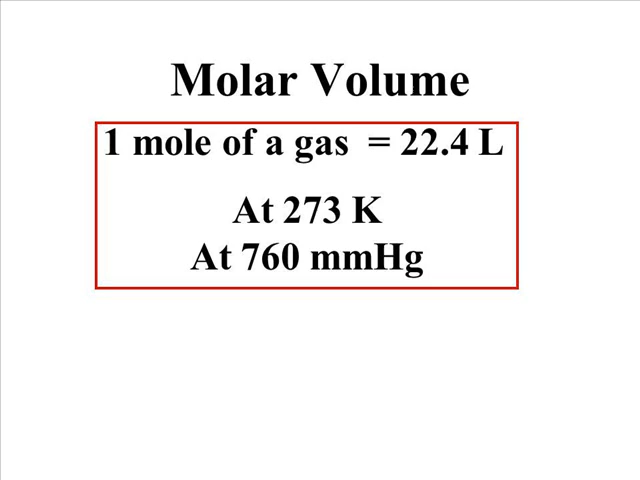 Molar Volume
1 mole of a gas = 22.4 L
At 273 K
At 760 mmHg